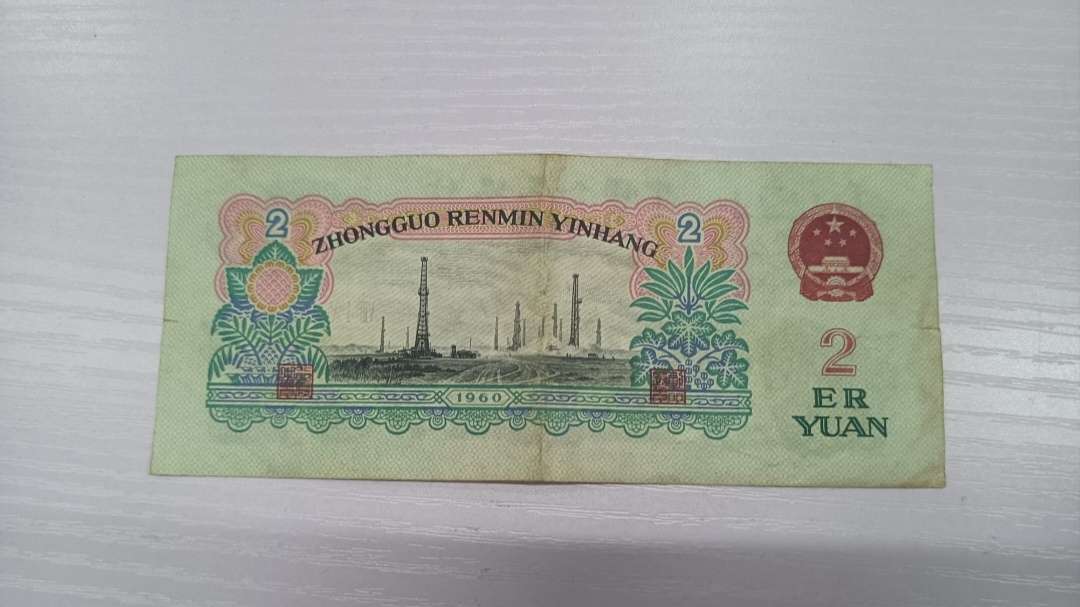 2
ZHONGGUO RENMIN YINHANG
2
1960
2
ER
YUAN